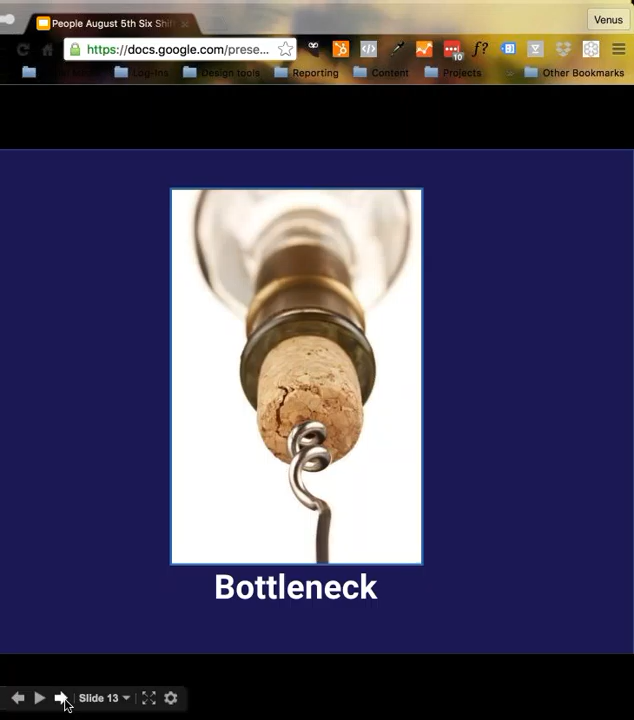 People August 5th Six Shi
Venus
https://docs.google.com/prese...
f?
10
Log-Ins
Design tools
Reporting
Content
Projects
Other Bookmarks
Bottleneck
Slide 13